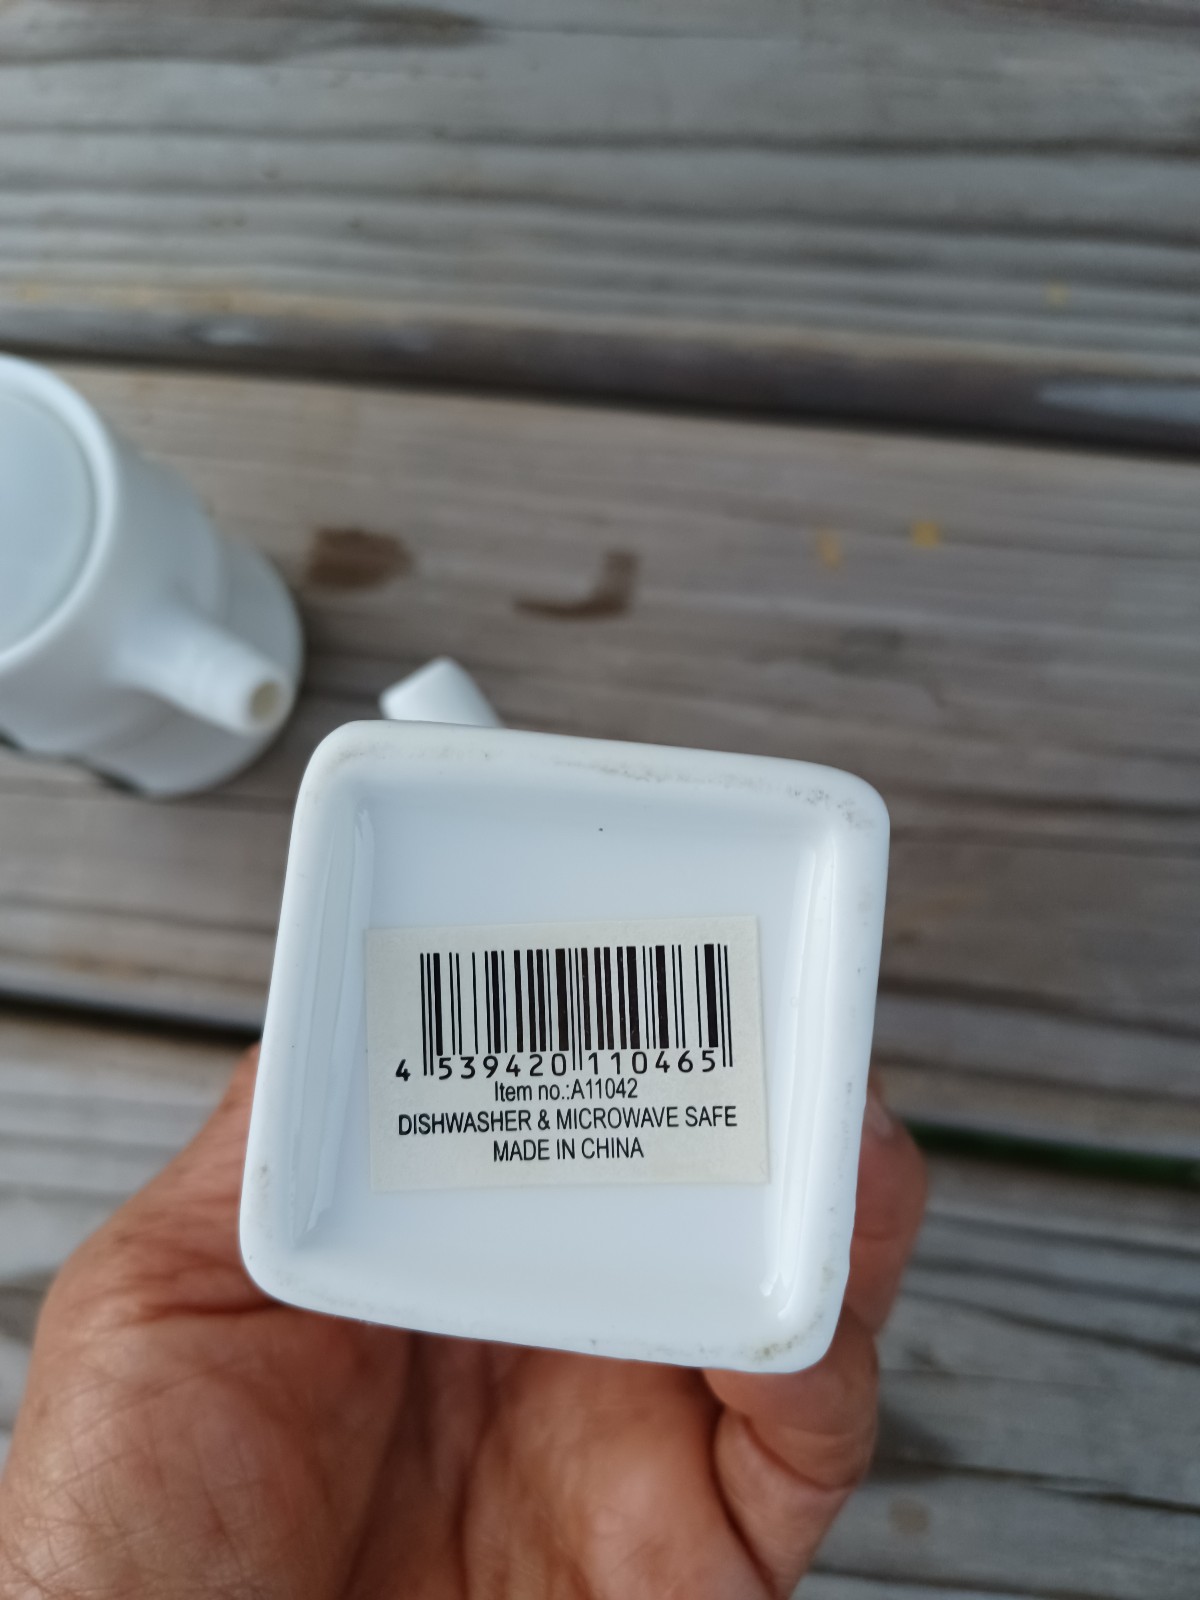 4 539420 110465
Item no.:A11042
DISHWASHER & MICROWAVE SAFE
MADE IN CHINA